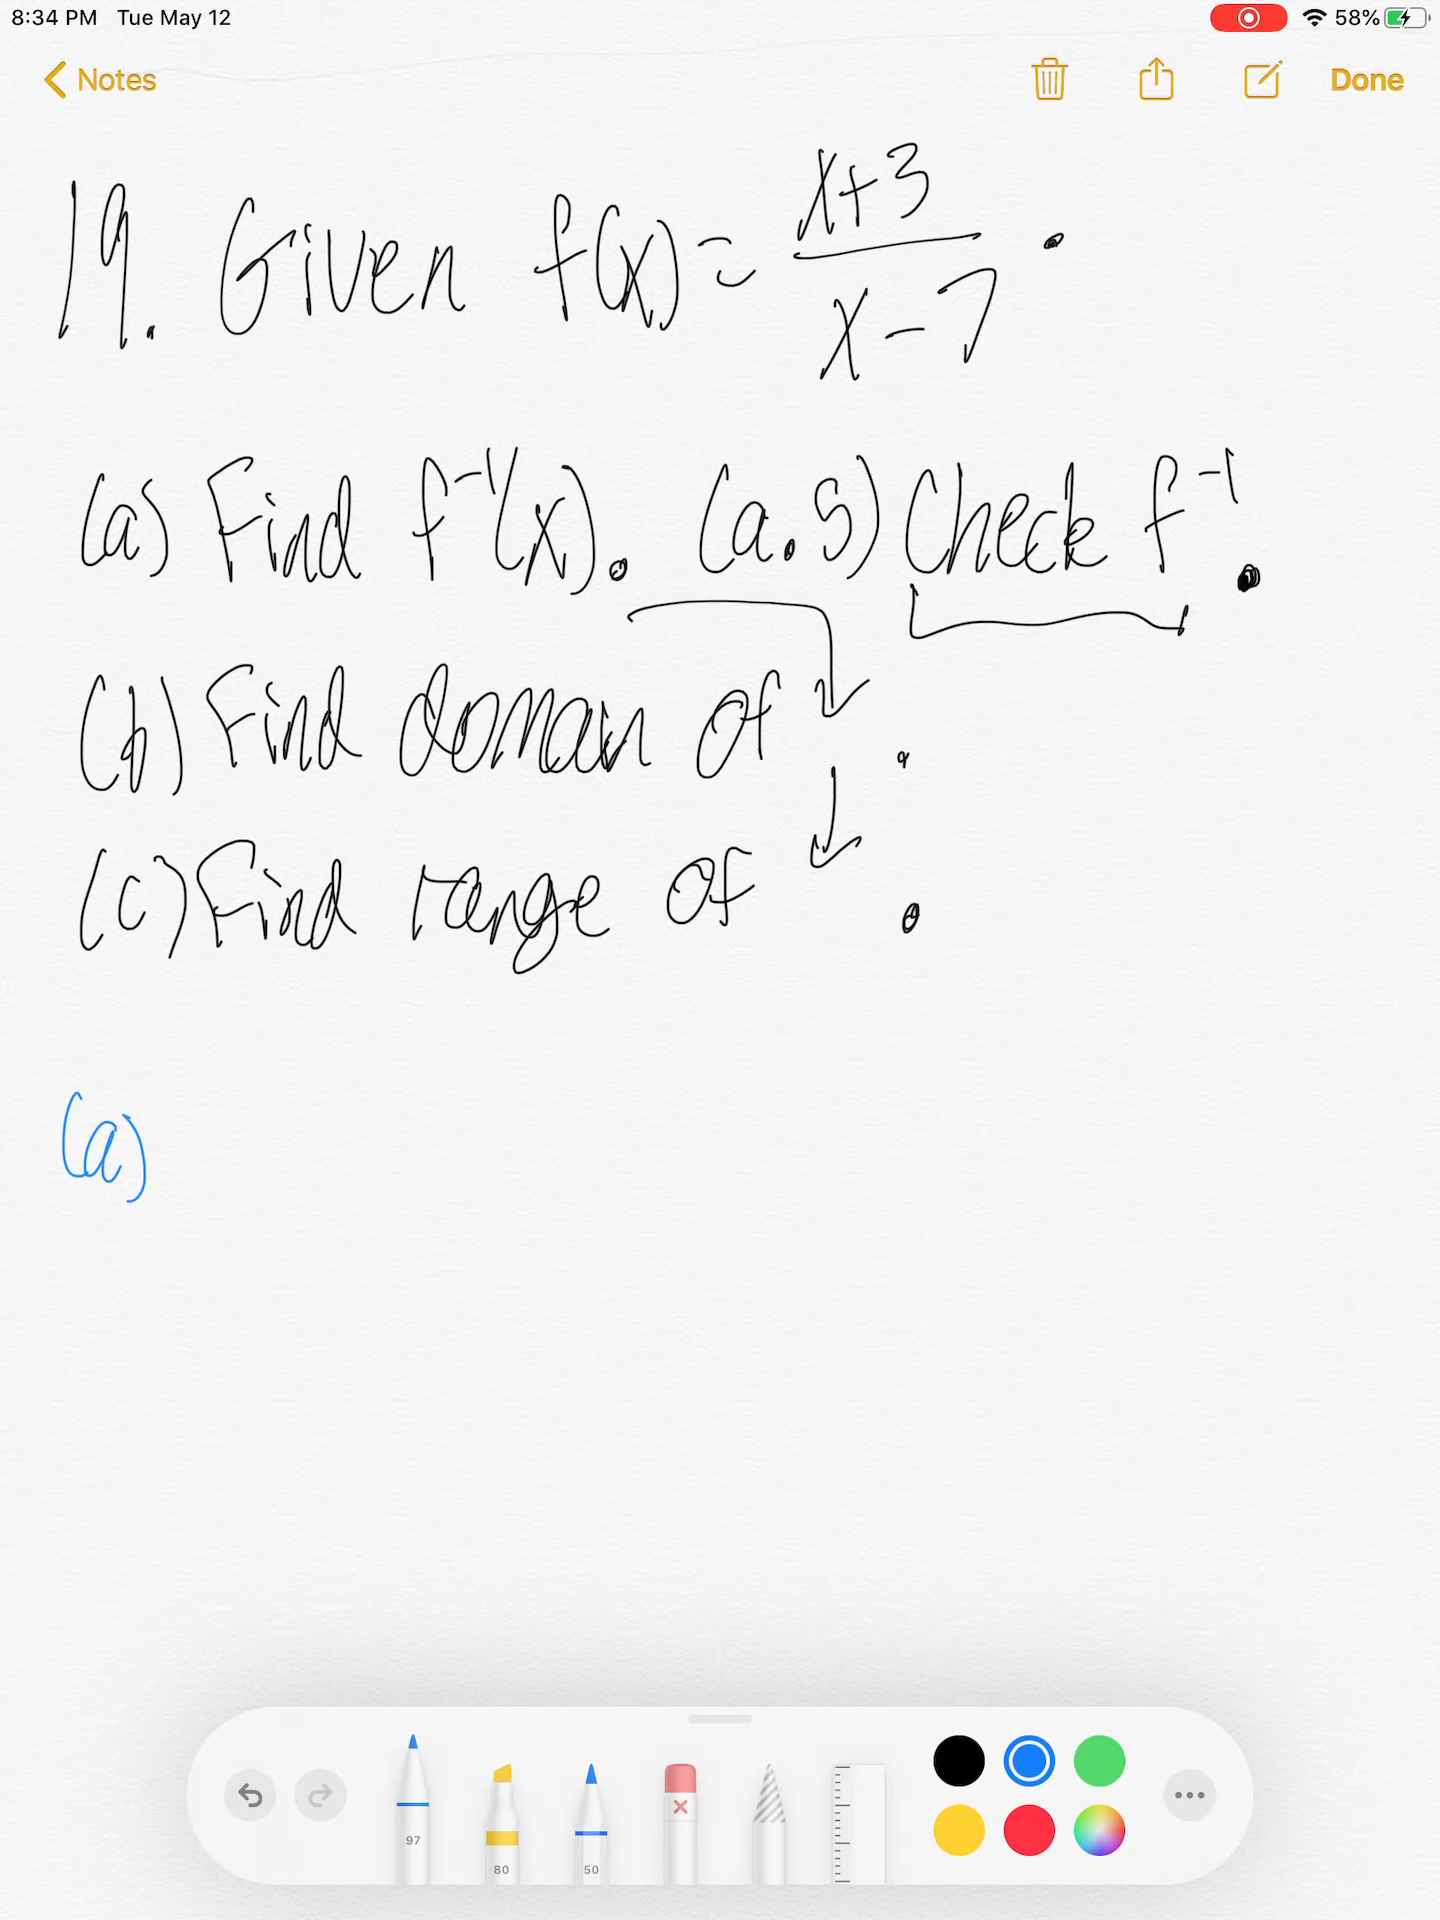 8:34 PM Tue May 12 58%
Notes Done
19. Given f(x) = \frac{x+3}{x-7}.
(a) Find f⁻¹(x). (a.5) Check f⁻¹.
(b) Find domain of ↓.
(c) Find range of ↓.
(a)
97 80 50